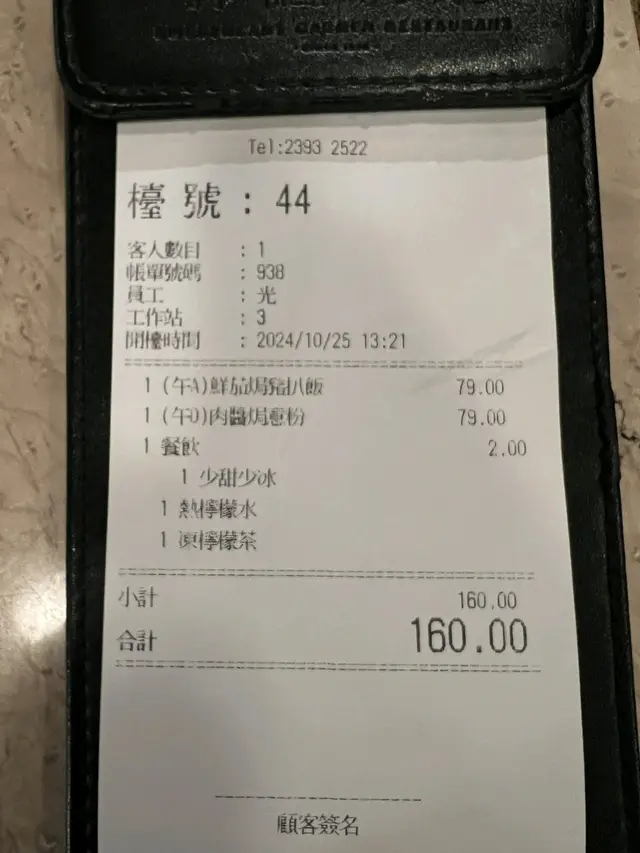 RESTAURANT
Tel:2393 2522
檯 號 : 44
客人數目 : 1
帳單號碼 : 938
員工 : 光
工作站 : 3
開檯時間 : 2024/10/25 13:21
1 (午A)鮮茄焗豬扒飯 79.00
1 (午D)肉醬焗意粉 79.00
1 餐飲 2.00
1 少甜少冰
1 熱檸檬水
1 凍檸檬茶
小計 160.00
合計 160.00
顧客簽名